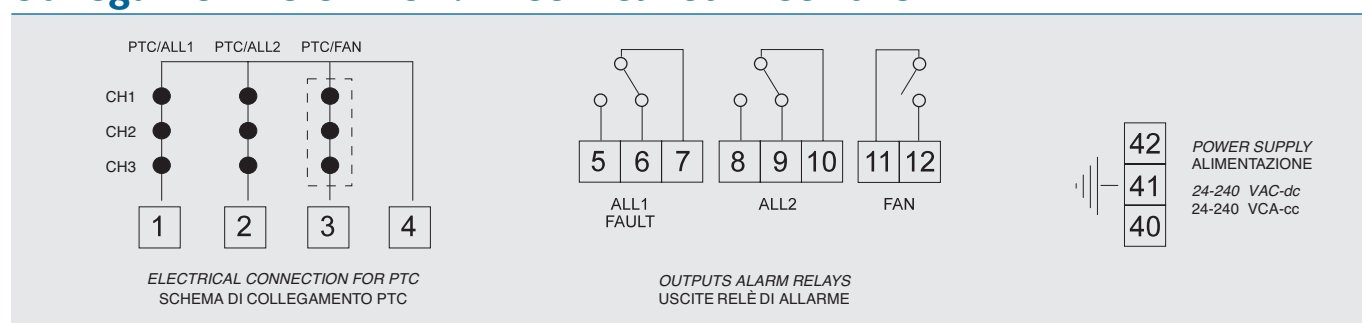 PTC/ALL1 PTC/ALL2 PTC/FAN
CH1
CH2
CH3
1 2 3 4
ELECTRICAL CONNECTION FOR PTC
SCHEMA DI COLLEGAMENTO PTC
5 6 7 8 9 10 11 12
ALL1 ALL2 FAN
FAULT
OUTPUTS ALARM RELAYS
USCITE RELÈ DI ALLARME
42
41
40
POWER SUPPLY
ALIMENTAZIONE
24-240 VAC-dc
24-240 VCA-cc